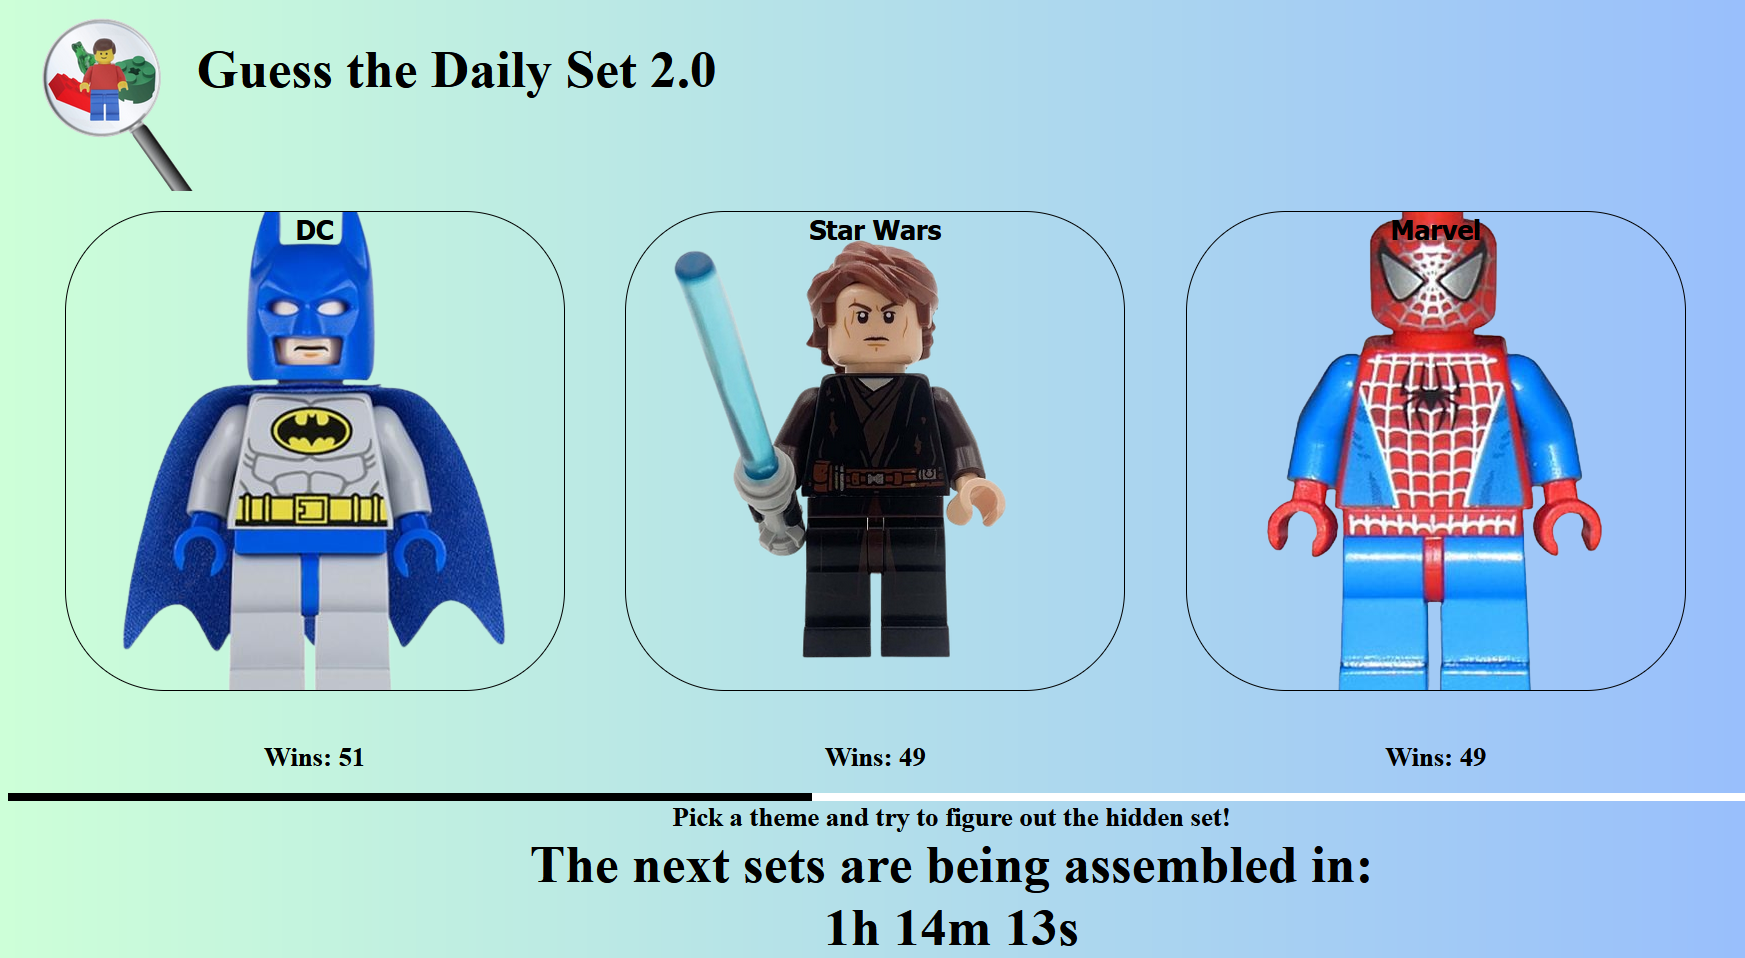 Guess the Daily Set 2.0
DC
Star Wars
Marvel
Wins: 51
Wins: 49
Wins: 49
Pick a theme and try to figure out the hidden set!
The next sets are being assembled in:
1h 14m 13s